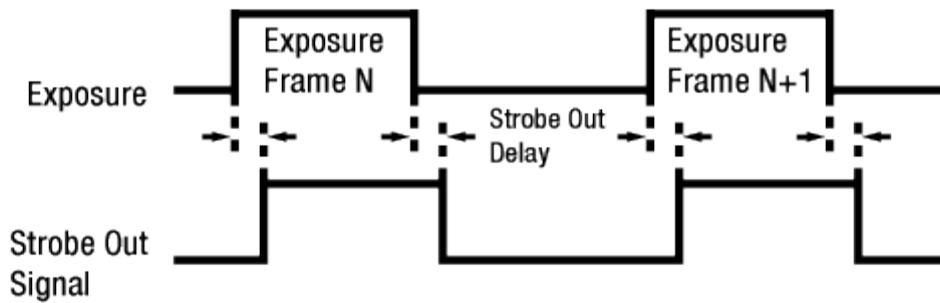 Exposure
Frame N
Exposure
Frame N+1
Exposure
Strobe Out
Delay
Strobe Out
Signal